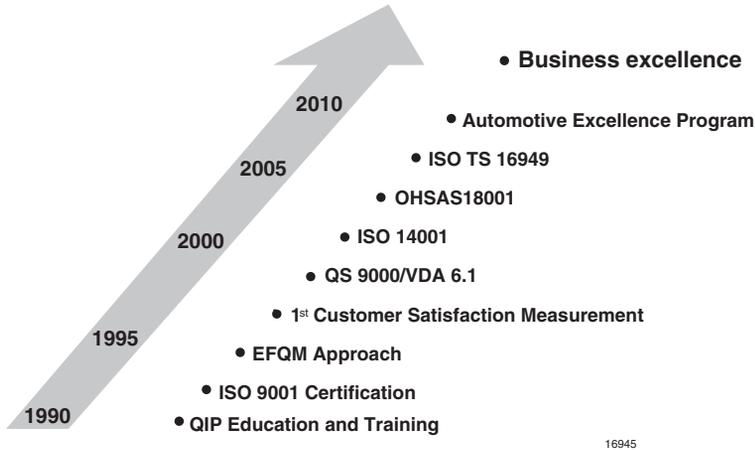 Business excellence
2010
Automotive Excellence Program
ISO TS 16949
2005
OHSAS18001
2000
ISO 14001
QS 9000/VDA 6.1
1st Customer Satisfaction Measurement
1995
EFQM Approach
ISO 9001 Certification
1990
QIP Education and Training
16945